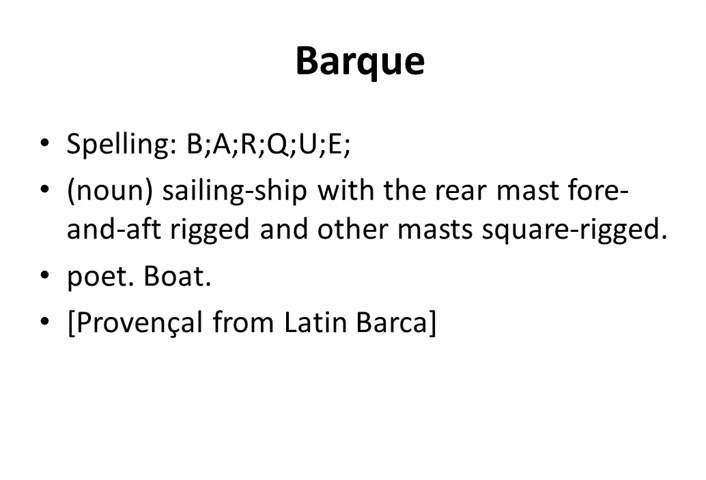 Barque
• Spelling: B;A;R;Q;U;E;
• (noun) sailing-ship with the rear mast fore-
and-aft rigged and other masts square-rigged.
• poet. Boat.
• [Provençal from Latin Barca]